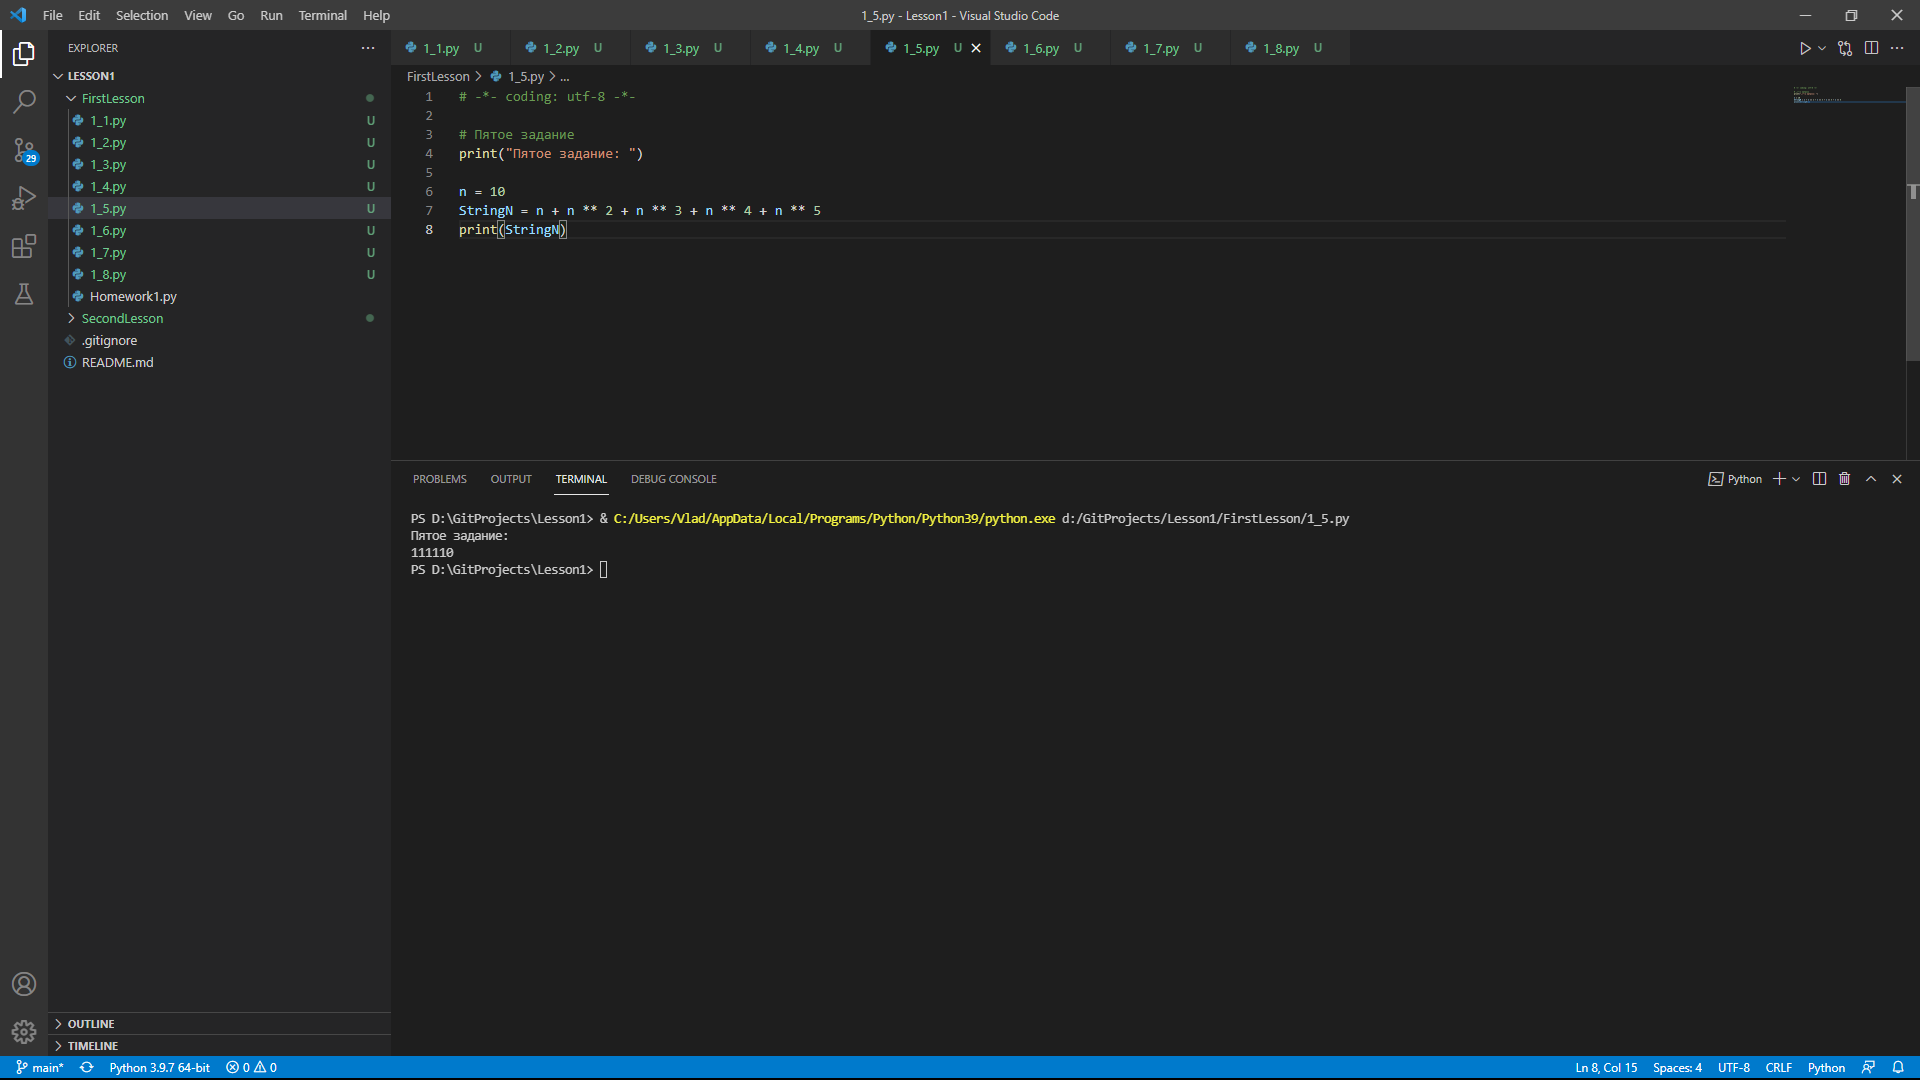 File Edit Selection View Go Run Terminal Help
1_5.py - Lesson1 - Visual Studio Code
EXPLORER
LESSON1
FirstLesson
1_1.py U
1_2.py U
1_3.py U
1_4.py U
1_5.py U
1_6.py U
1_7.py U
1_8.py U
Homework1.py
SecondLesson
.gitignore
README.md
29
OUTLINE
TIMELINE
1_1.py U 1_2.py U 1_3.py U 1_4.py U 1_5.py U 1_6.py U 1_7.py U 1_8.py U
FirstLesson > 1_5.py > ...
1 # -*- coding: utf-8 -*-
2
3 # Пятое задание
4 print("Пятое задание: ")
5
6 n = 10
7 StringN = n + n ** 2 + n ** 3 + n ** 4 + n ** 5
8 print(StringN)
PROBLEMS OUTPUT TERMINAL DEBUG CONSOLE
Python
PS D:\GitProjects\Lesson1> & C:/Users/Vlad/AppData/Local/Programs/Python/Python39/python.exe d:/GitProjects/Lesson1/FirstLesson/1_5.py
Пятое задание:
111110
PS D:\GitProjects\Lesson1>
main* Python 3.9.7 64-bit 0 0
Ln 8, Col 15 Spaces: 4 UTF-8 CRLF Python